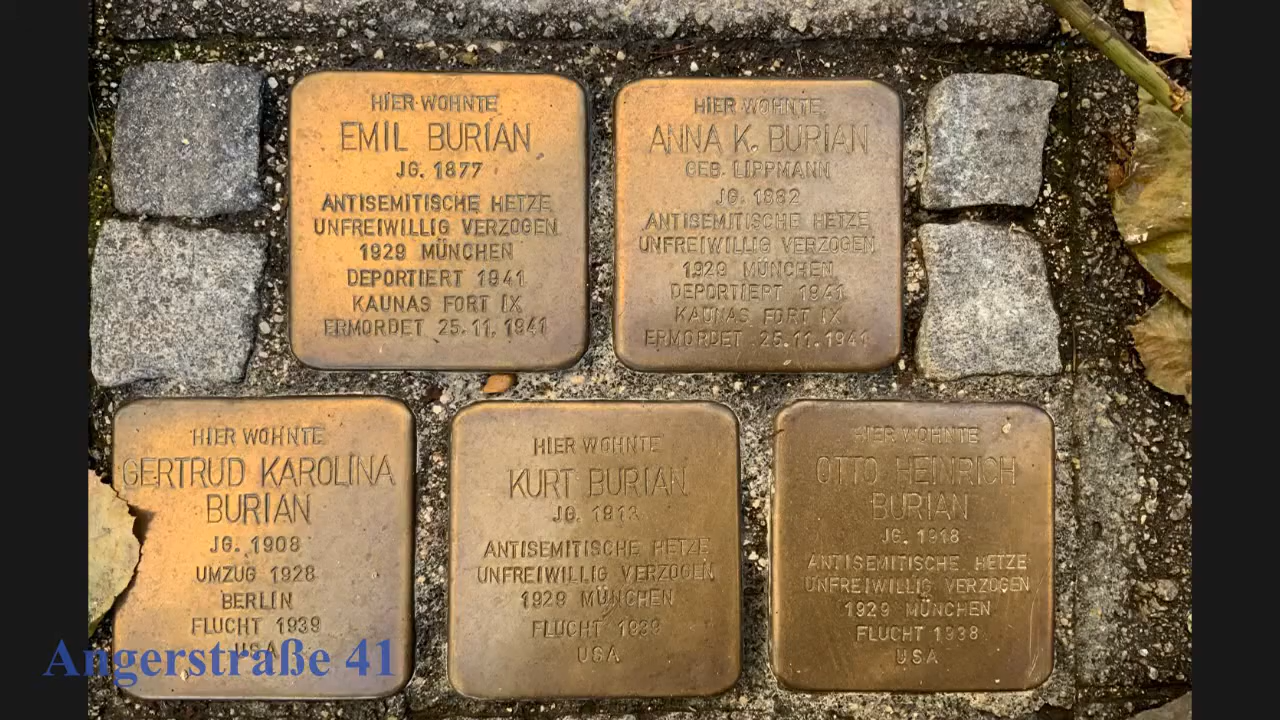 HIER WOHNTE
EMIL BURIAN
JG. 1877
ANTISEMITISCHE HETZE
UNFREIWILLIG VERZOGEN
1929 MÜNCHEN
DEPORTIERT 1941
KAUNAS FORT IX
ERMORDET 25.11.1941
HIER WOHNTE
ANNA K. BURIAN
GEB. LIPPMANN
JG. 1882
ANTISEMITISCHE HETZE
UNFREIWILLIG VERZOGEN
1929 MÜNCHEN
DEPORTIERT 1941
KAUNAS FORT IX
ERMORDET 25.11.1941
HIER WOHNTE
GERTRUD KAROLINA
BURIAN
JG. 1908
UMZUG 1928
BERLIN
FLUCHT 1939
USA
HIER WOHNTE
KURT BURIAN
JG. 1913
ANTISEMITISCHE HETZE
UNFREIWILLIG VERZOGEN
1929 MÜNCHEN
FLUCHT 1939
USA
HIER WOHNTE
OTTO HEINRICH
BURIAN
JG. 1918
ANTISEMITISCHE HETZE
UNFREIWILLIG VERZOGEN
1929 MÜNCHEN
FLUCHT 1938
USA
Angerstraße 41